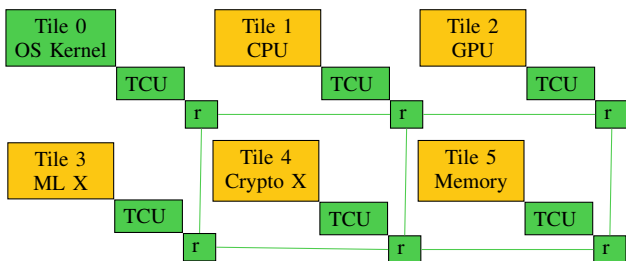 Tile 0
OS Kernel
TCU
r
Tile 1
CPU
TCU
r
Tile 2
GPU
TCU
r
Tile 3
ML X
TCU
r
Tile 4
Crypto X
TCU
r
Tile 5
Memory
TCU
r